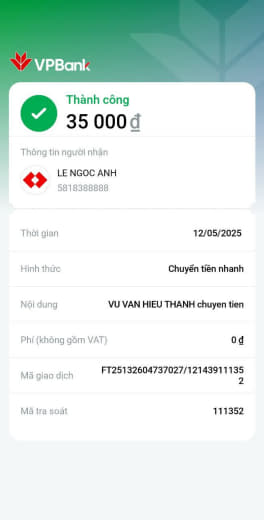 VPBank
Thành công
35 000 ₫
Thông tin người nhận
LE NGOC ANH
5818388888
Thời gian 12/05/2025
Hình thức Chuyển tiền nhanh
Nội dung VU VAN HIEU THANH chuyen tien
Phí (không gồm VAT) 0 ₫
Mã giao dịch FT25132604737027/12143911135
2
Mã tra soát 111352